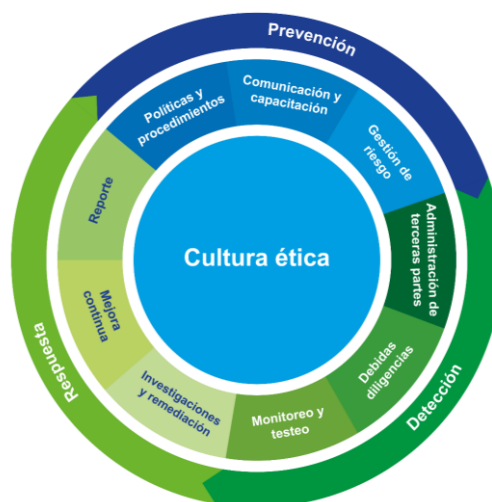 Prevención
Políticas y
procedimientos
Comunicación y
capacitación
Gestión de
riesgo
Administración de
terceras partes
Debidas
diligencias
Detección
Monitoreo y
testeo
Investigaciones
y remediación
Mejora
continua
Reporte
Respuesta
Cultura ética